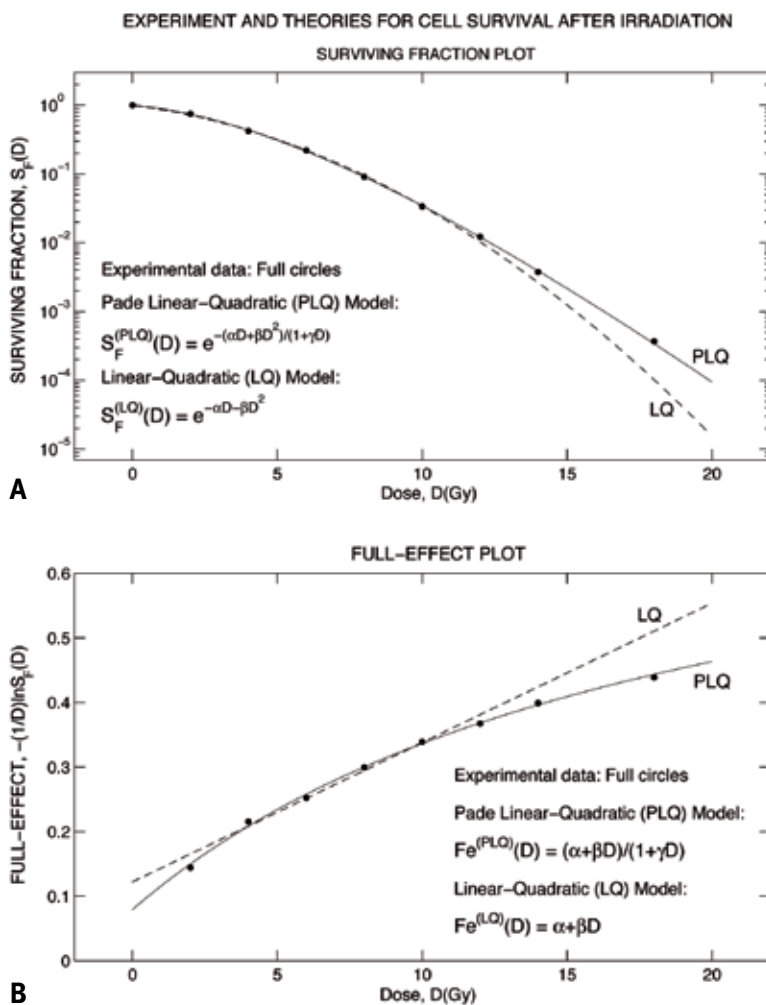 EXPERIMENT AND THEORIES FOR CELL SURVIVAL AFTER IRRADIATION
SURVIVING FRACTION PLOT
SURVIVING FRACTION, S_F(D)
10^0
10^-1
10^-2
10^-3
10^-4
10^-5
Experimental data: Full circles
Pade Linear-Quadratic (PLQ) Model:
S_F^(PLQ)(D) = e^-(αD+βD^2)/(1+γD)
Linear-Quadratic (LQ) Model:
S_F^(LQ)(D) = e^-αD-βD^2
PLQ
LQ
0 5 10 15 20
Dose, D(Gy)
A
FULL-EFFECT PLOT
FULL-EFFECT, -(1/D)lnS_F(D)
0.6
0.5
0.4
0.3
0.2
0.1
0
LQ
PLQ
Experimental data: Full circles
Pade Linear-Quadratic (PLQ) Model:
Fe^(PLQ)(D) = (α+βD)/(1+γD)
Linear-Quadratic (LQ) Model:
Fe^(LQ)(D) = α+βD
0 5 10 15 20
Dose, D(Gy)
B